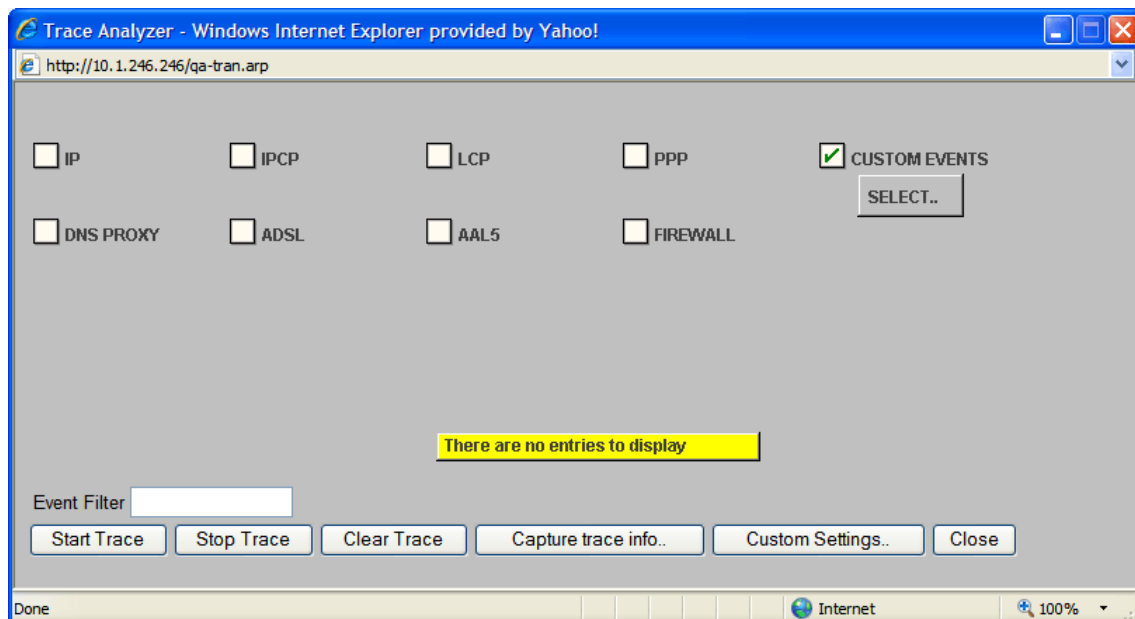 Trace Analyzer - Windows Internet Explorer provided by Yahoo!
http://10.1.246.246/qa-tran.arp
IP IPCP LCP PPP CUSTOM EVENTS
SELECT..
DNS PROXY ADSL AAL5 FIREWALL
There are no entries to display
Event Filter
Start Trace Stop Trace Clear Trace Capture trace info.. Custom Settings.. Close
Done Internet 100%